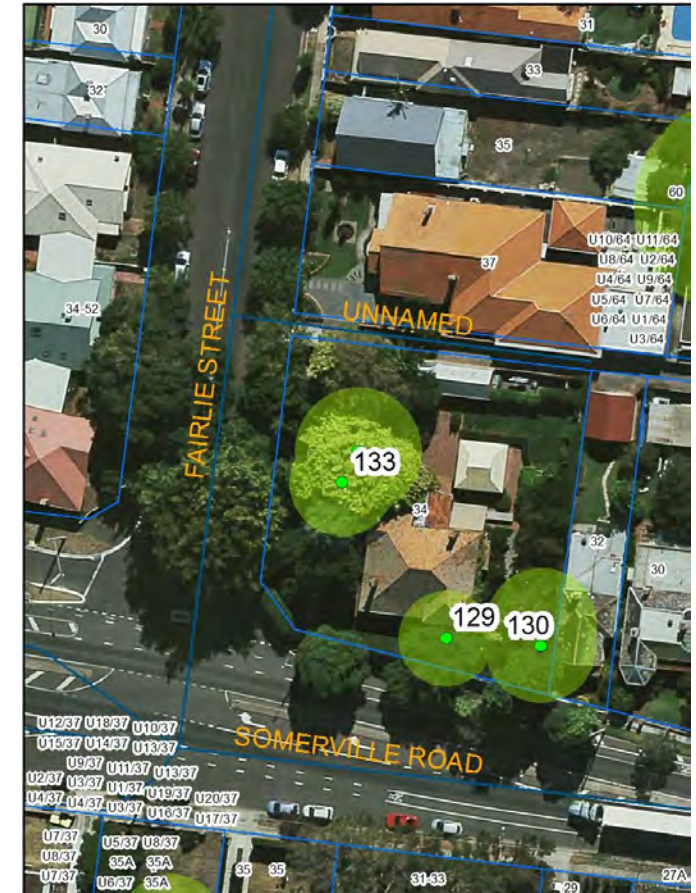 30
31
33
32
35
60
U10/64 U11/64
U8/64 U2/64
37
U4/64 U9/64
U5/64 U7/64
34-52
U6/64 U1/64
UNNAMED
U3/64
FAIRLIE STREET
133
34
32
30
129
130
U12/37 U18/37 U10/37
U15/37 U14/37 U13/37
SOMERVILLE ROAD
U9/37 U11/37 U13/37
U2/37 U3/37 U1/37 U19/37 U20/37
U4/37 U4/37 U3/37 U16/37 U17/37
U7/37 U5/37 U8/37
U8/37 35A 35A 35 35 31-33 27A
U7/37 U6/37 35A 29